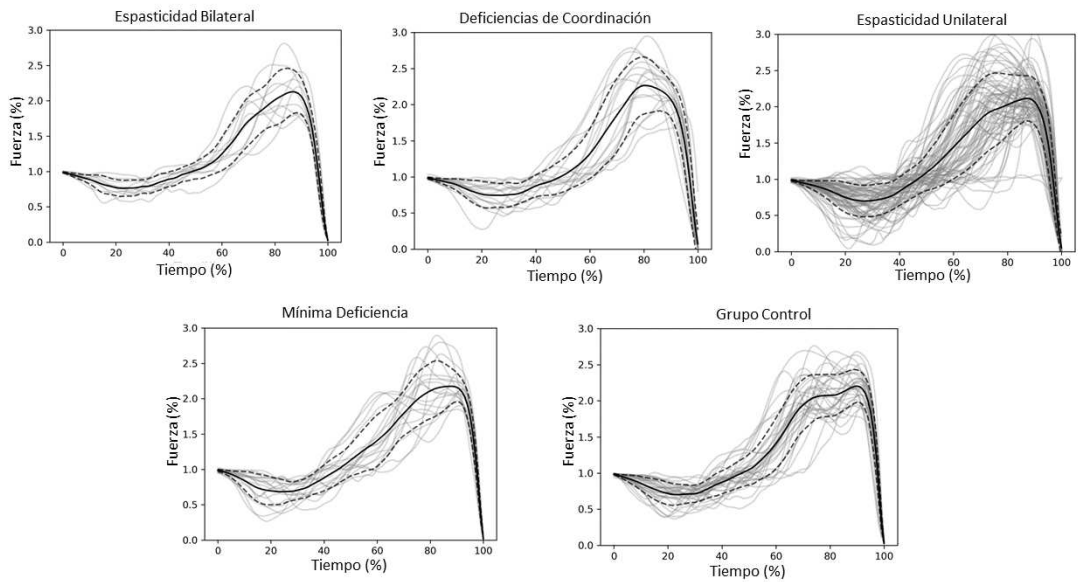 Espasticidad Bilateral
Fuerza (%)
3.0
2.5
2.0
1.5
1.0
0.5
0.0
0 20 40 60 80 100
Tiempo (%)
Deficiencias de Coordinación
Fuerza (%)
3.0
2.5
2.0
1.5
1.0
0.5
0.0
0 20 40 60 80 100
Tiempo (%)
Espasticidad Unilateral
Fuerza (%)
3.0
2.5
2.0
1.5
1.0
0.5
0.0
0 20 40 60 80 100
Tiempo (%)
Mínima Deficiencia
Fuerza (%)
3.0
2.5
2.0
1.5
1.0
0.5
0.0
0 20 40 60 80 100
Tiempo (%)
Grupo Control
Fuerza (%)
3.0
2.5
2.0
1.5
1.0
0.5
0.0
0 20 40 60 80 100
Tiempo (%)